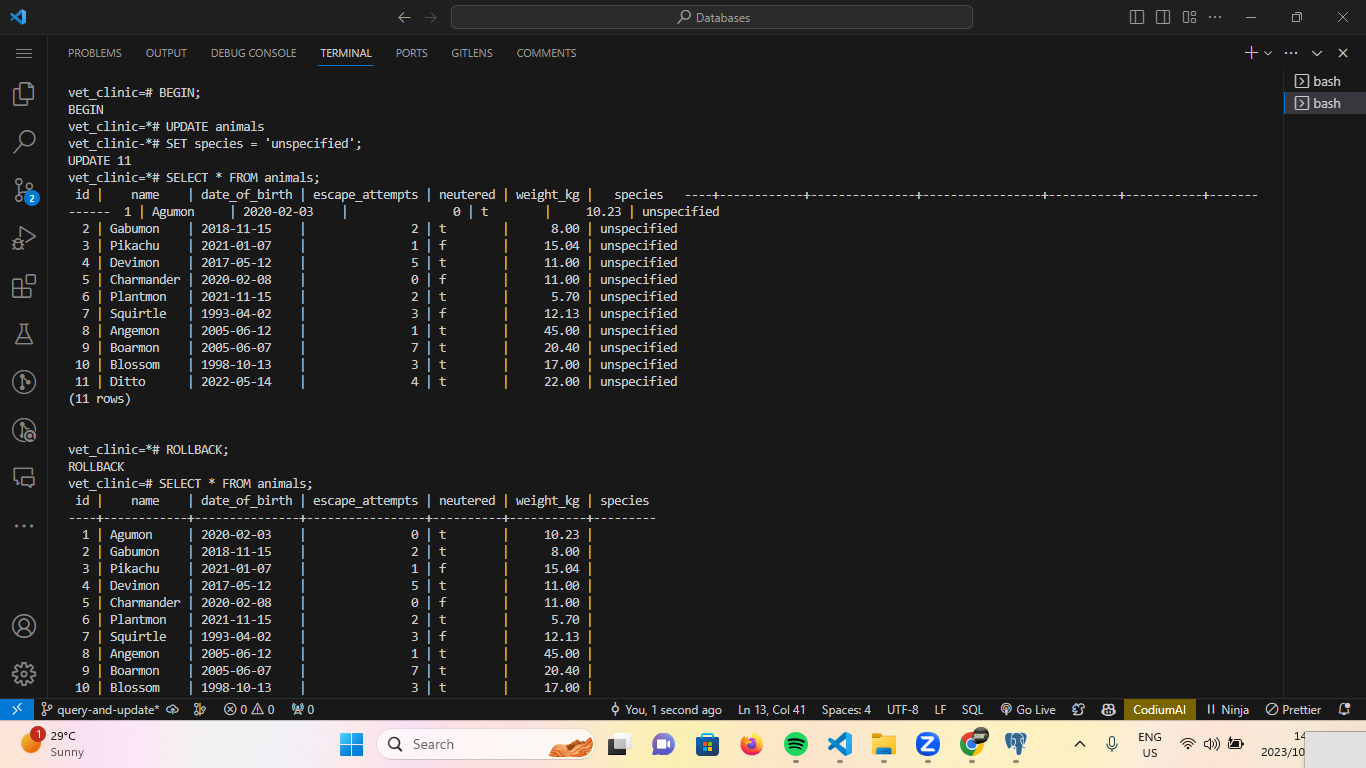 Databases
PROBLEMS OUTPUT DEBUG CONSOLE TERMINAL PORTS GITLENS COMMENTS
bash
bash
2
vet_clinic=# BEGIN;
BEGIN
vet_clinic=*# UPDATE animals
vet_clinic-*# SET species = 'unspecified';
UPDATE 11
vet_clinic=*# SELECT * FROM animals;
 id |    name    | date_of_birth | escape_attempts | neutered | weight_kg |   species   ----+------------+---------------+-----------------+----------+-----------+-------
------  1 | Agumon     | 2020-02-03    |               0 | t        |     10.23 | unspecified
  2 | Gabumon    | 2018-11-15    |               2 | t        |      8.00 | unspecified
  3 | Pikachu    | 2021-01-07    |               1 | f        |     15.04 | unspecified
  4 | Devimon    | 2017-05-12    |               5 | t        |     11.00 | unspecified
  5 | Charmander | 2020-02-08    |               0 | f        |     11.00 | unspecified
  6 | Plantmon   | 2021-11-15    |               2 | t        |      5.70 | unspecified
  7 | Squirtle   | 1993-04-02    |               3 | f        |     12.13 | unspecified
  8 | Angemon    | 2005-06-12    |               1 | t        |     45.00 | unspecified
  9 | Boarmon    | 2005-06-07    |               7 | t        |     20.40 | unspecified
 10 | Blossom    | 1998-10-13    |               3 | t        |     17.00 | unspecified
 11 | Ditto      | 2022-05-14    |               4 | t        |     22.00 | unspecified
(11 rows)
vet_clinic=*# ROLLBACK;
ROLLBACK
vet_clinic=# SELECT * FROM animals;
 id |    name    | date_of_birth | escape_attempts | neutered | weight_kg | species
----+------------+---------------+-----------------+----------+-----------+---------
  1 | Agumon     | 2020-02-03    |               0 | t        |     10.23 |
  2 | Gabumon    | 2018-11-15    |               2 | t        |      8.00 |
  3 | Pikachu    | 2021-01-07    |               1 | f        |     15.04 |
  4 | Devimon    | 2017-05-12    |               5 | t        |     11.00 |
  5 | Charmander | 2020-02-08    |               0 | f        |     11.00 |
  6 | Plantmon   | 2021-11-15    |               2 | t        |      5.70 |
  7 | Squirtle   | 1993-04-02    |               3 | f        |     12.13 |
  8 | Angemon    | 2005-06-12    |               1 | t        |     45.00 |
  9 | Boarmon    | 2005-06-07    |               7 | t        |     20.40 |
 10 | Blossom    | 1998-10-13    |               3 | t        |     17.00 |
query-and-update* 0 0 0 You, 1 second ago Ln 13, Col 41 Spaces: 4 UTF-8 LF SQL Go Live CodiumAI Ninja Prettier
1 29°C
Sunny
Search
ENG
US
14
2023/10